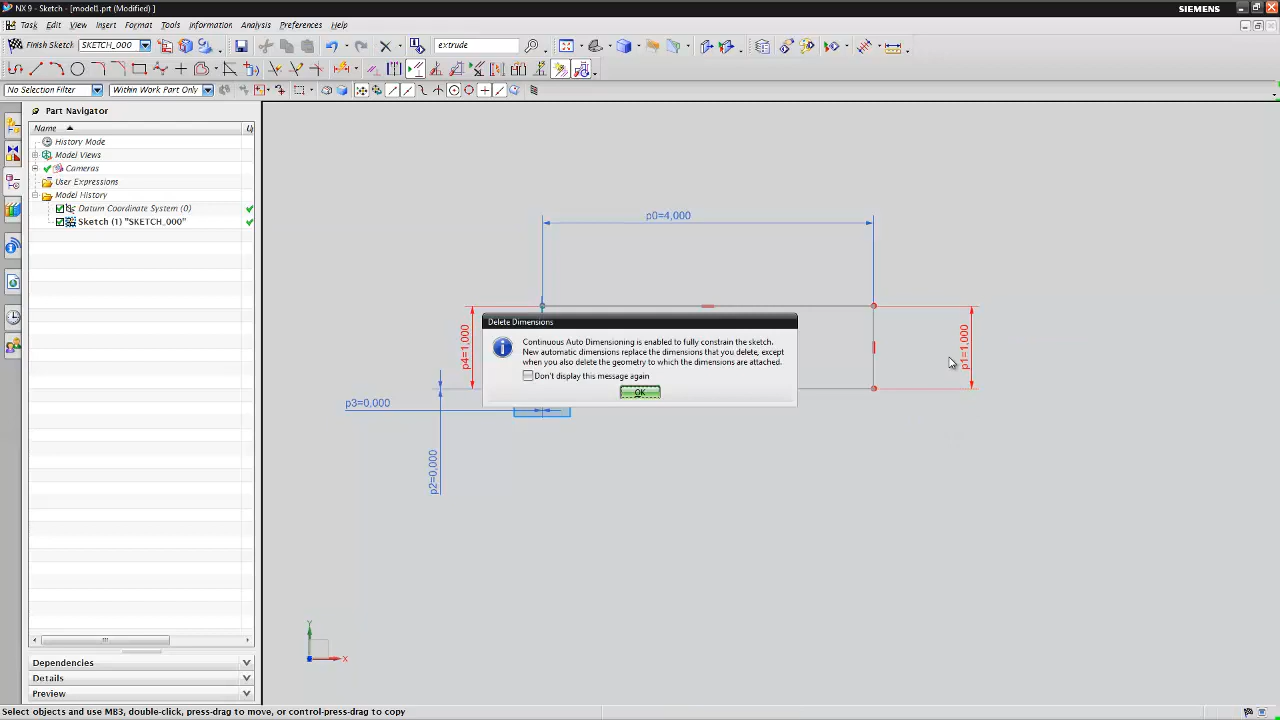 NX 9 - Sketch - [model1.prt (Modified) ]
SIEMENS
Task Edit View Insert Format Tools Information Analysis Preferences Help
Finish Sketch SKETCH_000 extrude
No Selection Filter Within Work Part Only
Part Navigator
Name
History Mode
Model Views
Cameras
User Expressions
Model History
Datum Coordinate System (0)
Sketch (1) "SKETCH_000"
p0=4,000
Delete Dimensions
Continuous Auto Dimensioning is enabled to fully constrain the sketch.
New automatic dimensions replace the dimensions that you delete, except
when you also delete the geometry to which the dimensions are attached.
Don't display this message again
OK
p4=1,000
p1=1,000
p3=0,000
p2=0,000
Y
X
Dependencies
Details
Preview
Select objects and use MB3, double-click, press-drag to move, or control-press-drag to copy